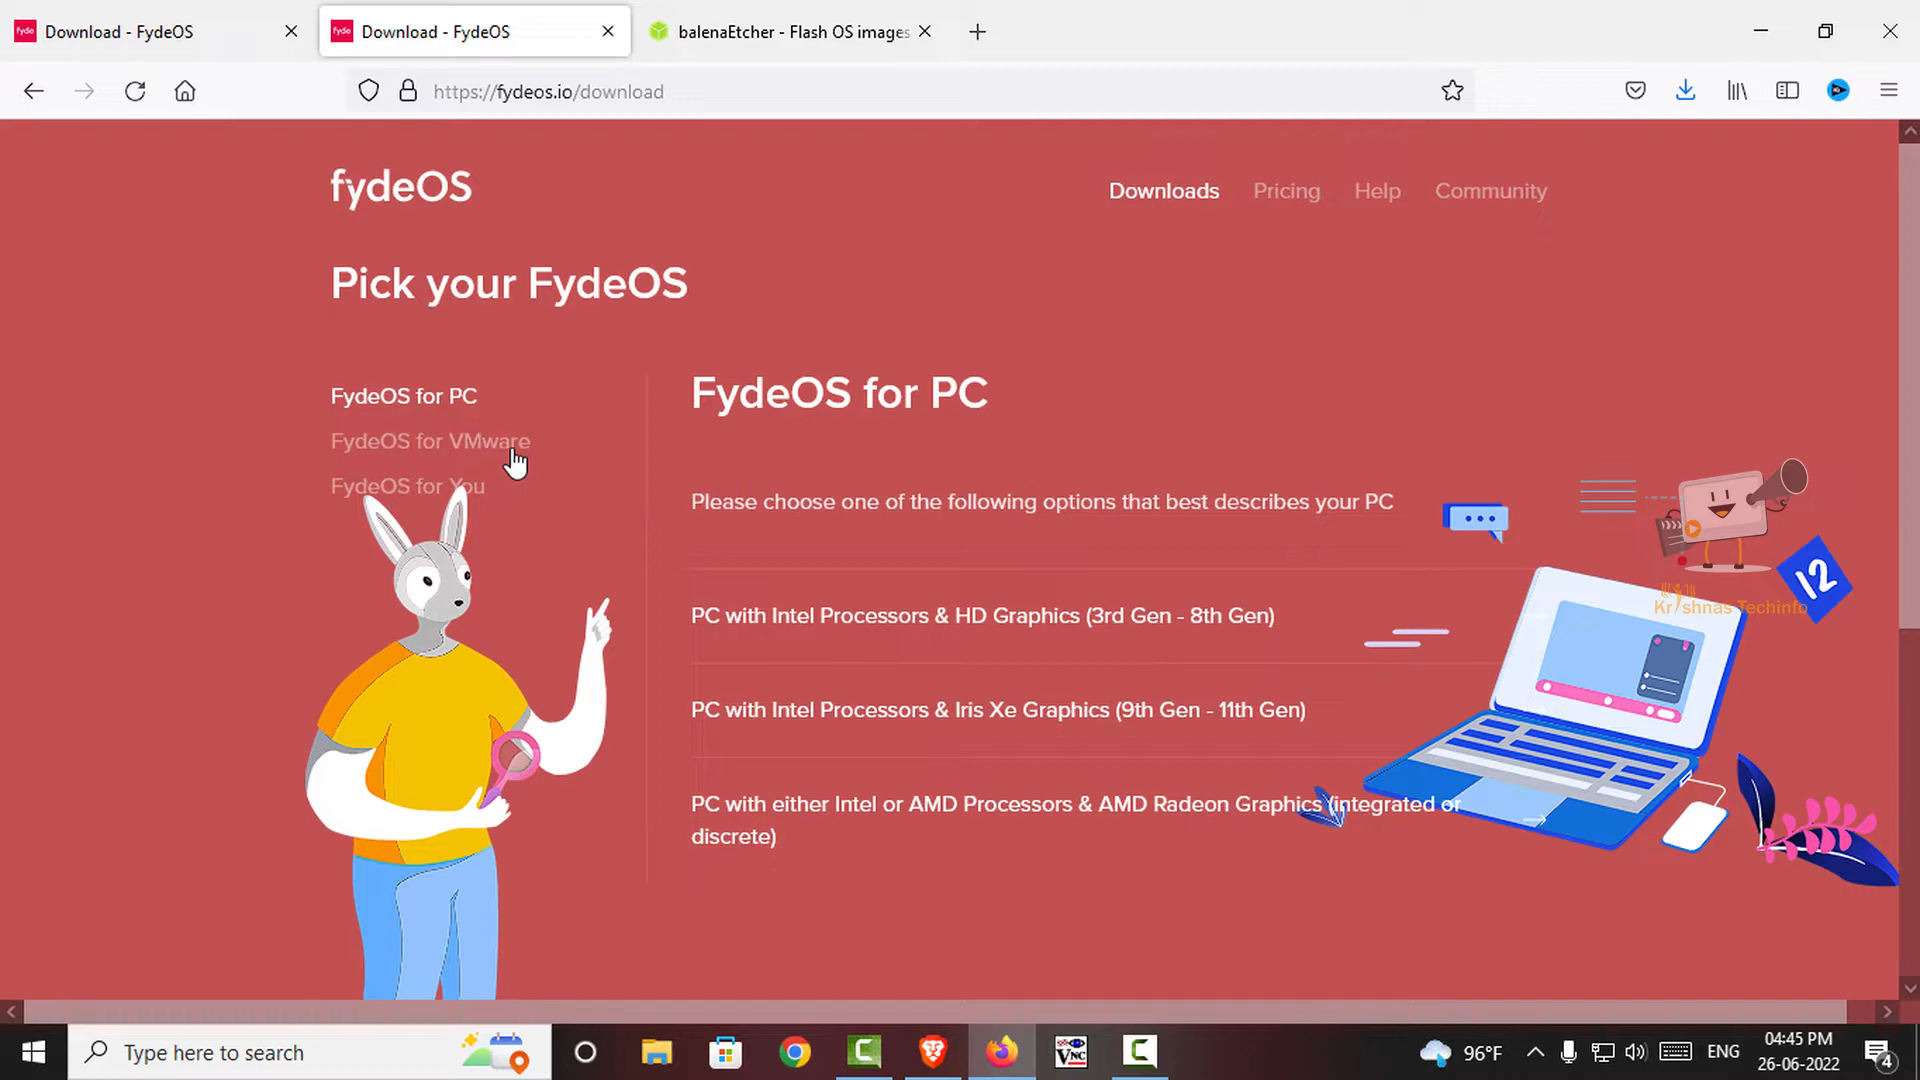 Download - FydeOS
Download - FydeOS
balenaEtcher - Flash OS images
https://fydeos.io/download
fydeOS
Downloads Pricing Help Community
Pick your FydeOS
FydeOS for PC
FydeOS for VMware
FydeOS for You
FydeOS for PC
Please choose one of the following options that best describes your PC
PC with Intel Processors & HD Graphics (3rd Gen - 8th Gen)
PC with Intel Processors & Iris Xe Graphics (9th Gen - 11th Gen)
PC with either Intel or AMD Processors & AMD Radeon Graphics (integrated or
discrete)
12
Krishnas Techinfo
Type here to search
VNC
96°F
ENG
04:45 PM
26-06-2022
4